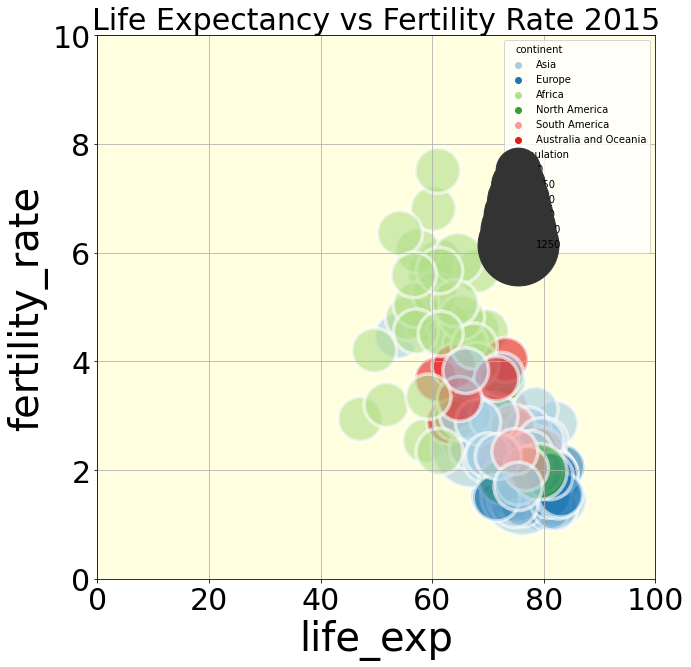 Life Expectancy vs Fertility Rate 2015
10
8
6
4
2
0
fertility_rate
0 20 40 60 80 100
life_exp
continent
Asia
Europe
Africa
North America
South America
Australia and Oceania
1250